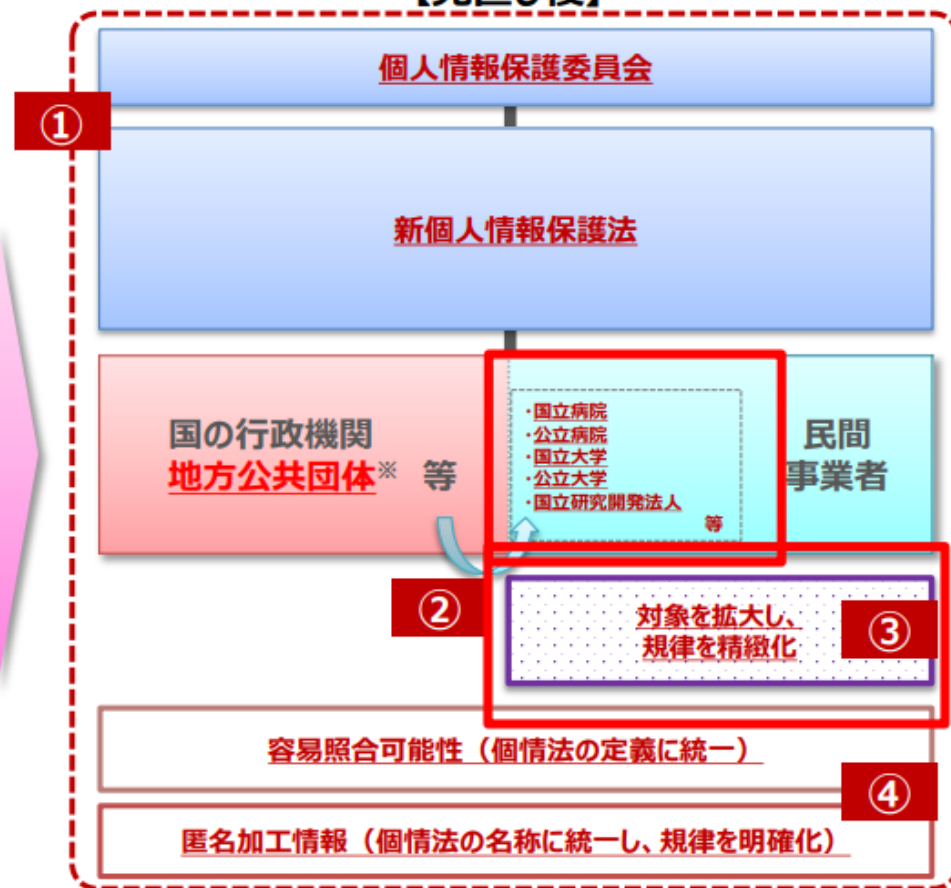 【見直し後】
①
個人情報保護委員会
新個人情報保護法
国の行政機関
地方公共団体※ 等
・国立病院
・公立病院
・国立大学
・公立大学
・国立研究開発法人
等
民間
事業者
②
対象を拡大し、
規律を精緻化
③
容易照合可能性（個情法の定義に統一）
④
匿名加工情報（個情法の名称に統一し、規律を明確化）